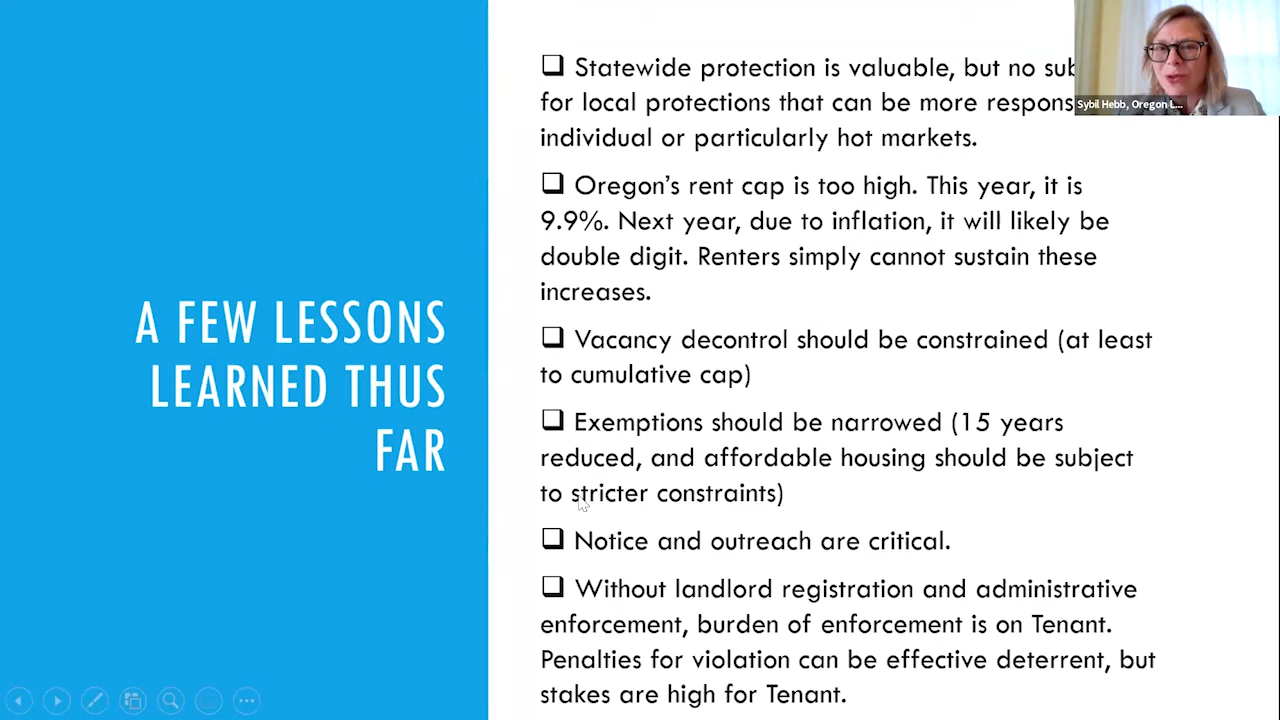 A FEW LESSONS
LEARNED THUS
FAR
Statewide protection is valuable, but no
for local protections that can be more
individual or particularly hot markets.
Oregon’s rent cap is too high. This year, it is
9.9%. Next year, due to inflation, it will likely be
double digit. Renters simply cannot sustain these
increases.
Vacancy decontrol should be constrained (at least
to cumulative cap)
Exemptions should be narrowed (15 years
reduced, and affordable housing should be subject
to stricter constraints)
Notice and outreach are critical.
Without landlord registration and administrative
enforcement, burden of enforcement is on Tenant.
Penalties for violation can be effective deterrent, but
stakes are high for Tenant.
Sybil Hebb, Oregon L...